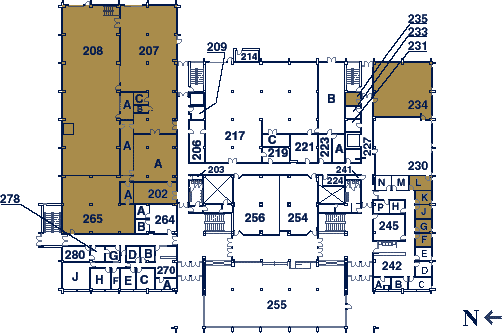 235
209 233
208 207 214 231
A C B B 234
217
A A 206 C 219 221 223 A 227
230
203 241
224
A 202 N M L
278 K
265 A B 264 256 254 P H J
245 G
F
280 G D B E
242 D
J H F E C 270 A A B C
255
N ←